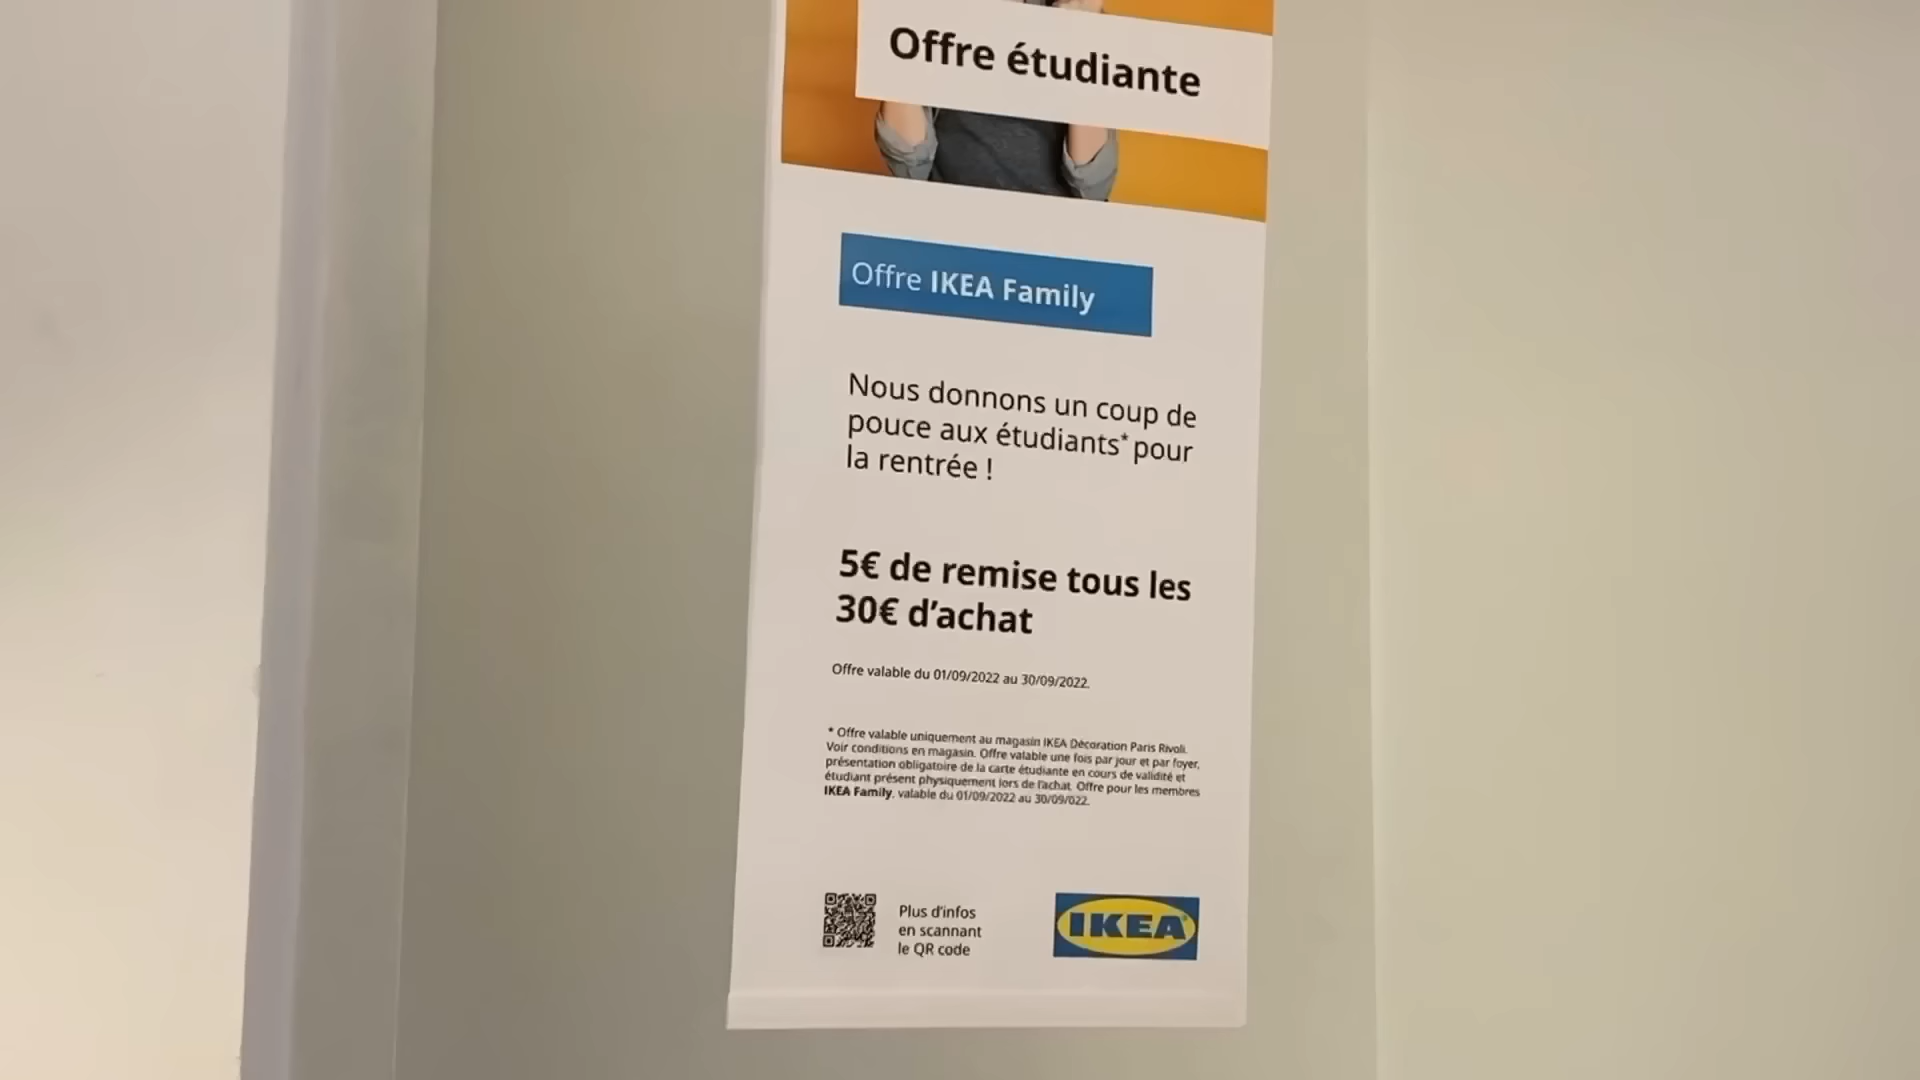 Offre étudiante
Offre IKEA Family
Nous donnons un coup de
pouce aux étudiants* pour
la rentrée !
5€ de remise tous les
30€ d’achat
Offre valable du 01/09/2022 au 30/09/2022.
* Offre valable uniquement au magasin IKEA Décoration Paris Rivoli.
Voir conditions en magasin. Offre valable une fois par jour et par foyer,
présentation obligatoire de la carte étudiante en cours de validité et
étudiant présent physiquement lors de l’achat. Offre pour les membres
IKEA Family, valable du 01/09/2022 au 30/09/022.
Plus d’infos
en scannant
le QR code
IKEA